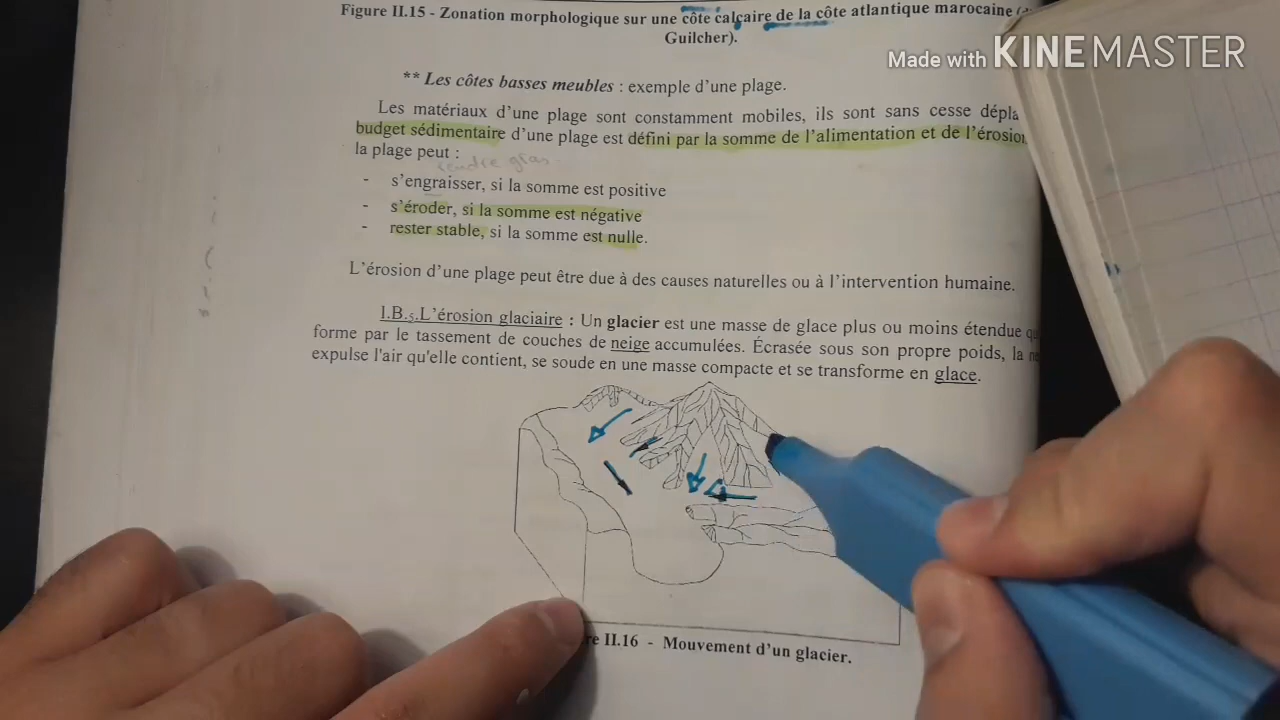 Figure II.15 - Zonation morphologique sur une côte calcaire de la côte atlantique marocaine
Guilcher).
Made with KINEMASTER
** Les côtes basses meubles : exemple d'une plage.
Les matériaux d'une plage sont constamment mobiles, ils sont sans cesse dépla
budget sédimentaire d'une plage est défini par la somme de l'alimentation et de l'érosion
la plage peut :
rendre gras
- s'engraisser, si la somme est positive
- s'éroder, si la somme est négative
- rester stable, si la somme est nulle.
L'érosion d'une plage peut être due à des causes naturelles ou à l'intervention humaine.
I.B.5.L'érosion glaciaire : Un glacier est une masse de glace plus ou moins étendue qu
forme par le tassement de couches de neige accumulées. Écrasée sous son propre poids, la
expulse l'air qu'elle contient, se soude en une masse compacte et se transforme en glace.
re II.16 - Mouvement d'un glacier.